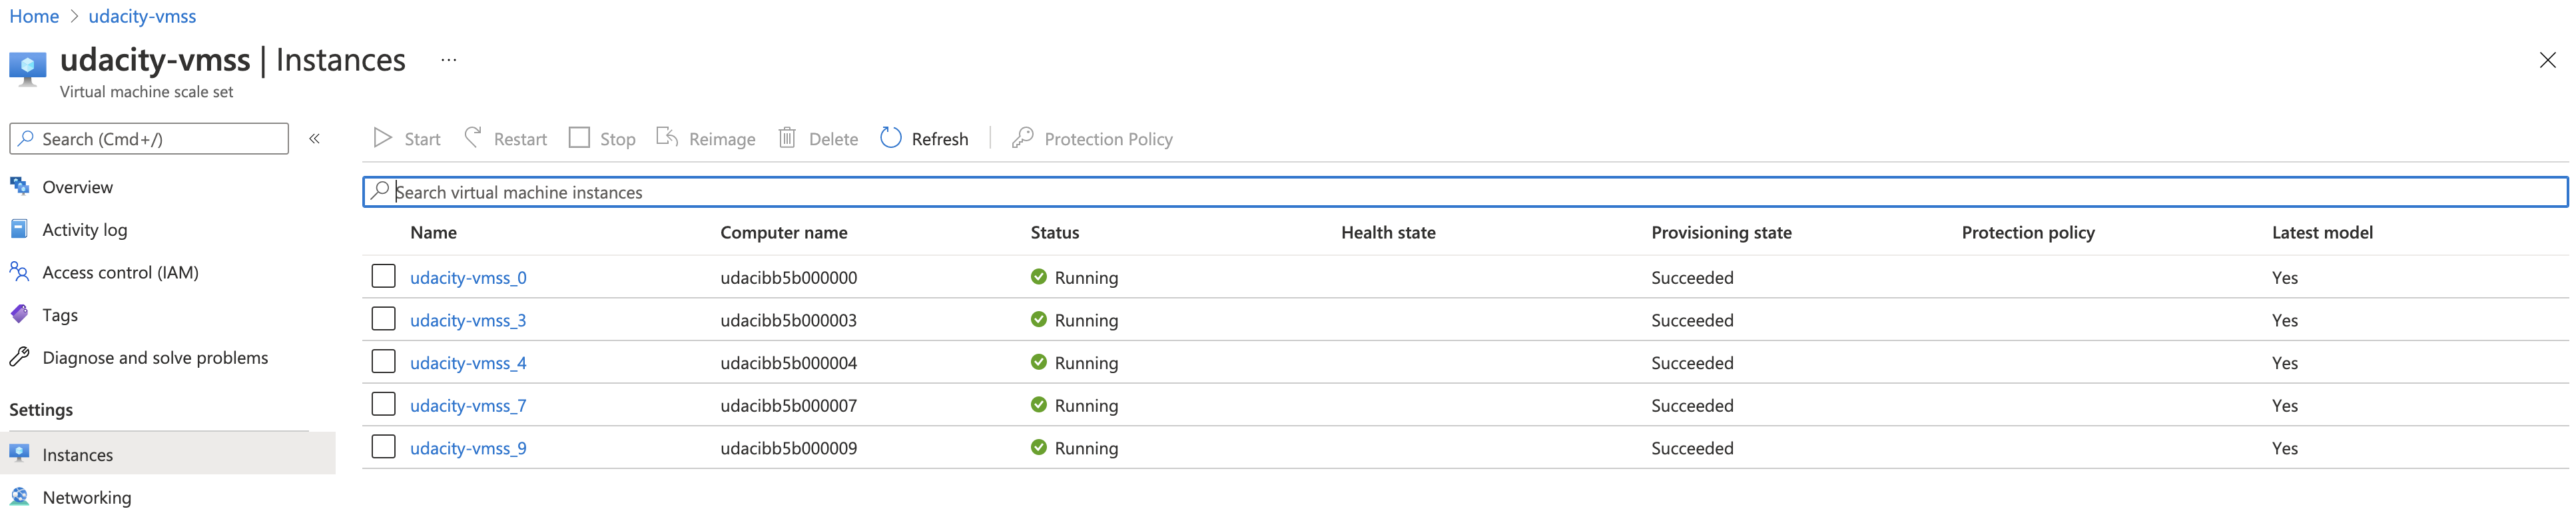 Home > udacity-vmss
udacity-vmss | Instances ...
Virtual machine scale set
Search (Cmd+/) «
Overview
Activity log
Access control (IAM)
Tags
Diagnose and solve problems
Settings
Instances
Networking
Start Restart Stop Reimage Delete Refresh Protection Policy
Search virtual machine instances
Name Computer name Status Health state Provisioning state Protection policy Latest model
udacity-vmss_0 udacibb5b000000 Running Succeeded Yes
udacity-vmss_3 udacibb5b000003 Running Succeeded Yes
udacity-vmss_4 udacibb5b000004 Running Succeeded Yes
udacity-vmss_7 udacibb5b000007 Running Succeeded Yes
udacity-vmss_9 udacibb5b000009 Running Succeeded Yes